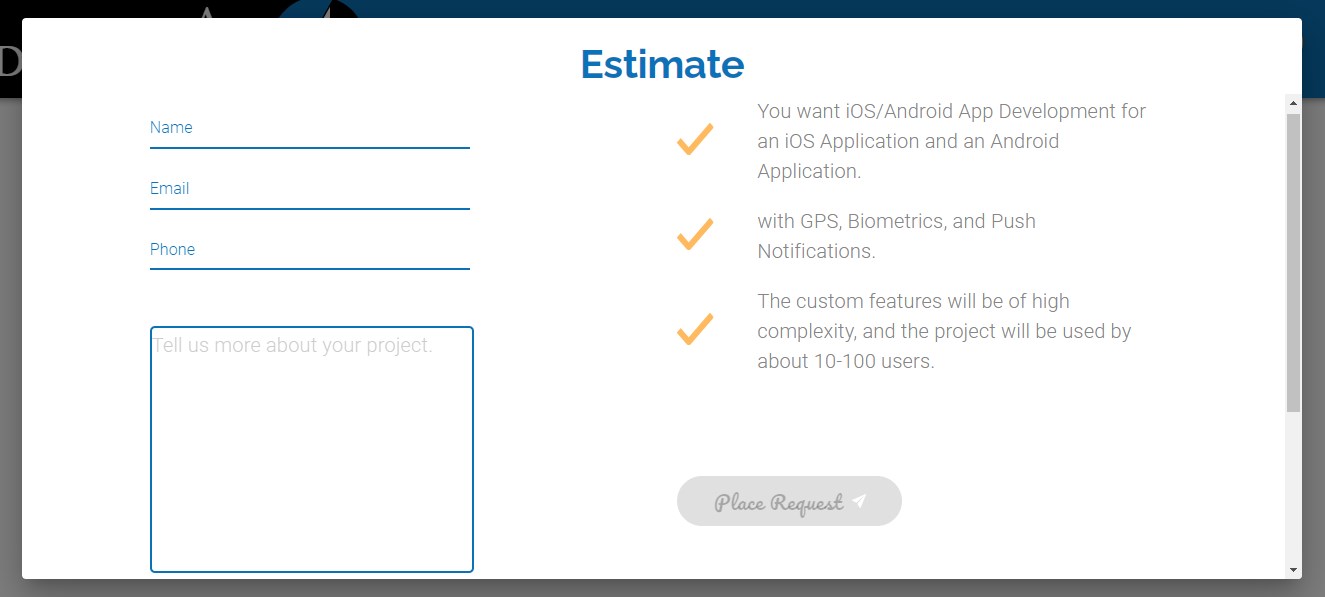 Estimate
Name
Email
Phone
Tell us more about your project.
You want iOS/Android App Development for
an iOS Application and an Android
Application.
with GPS, Biometrics, and Push
Notifications.
The custom features will be of high
complexity, and the project will be used by
about 10-100 users.
Place Request